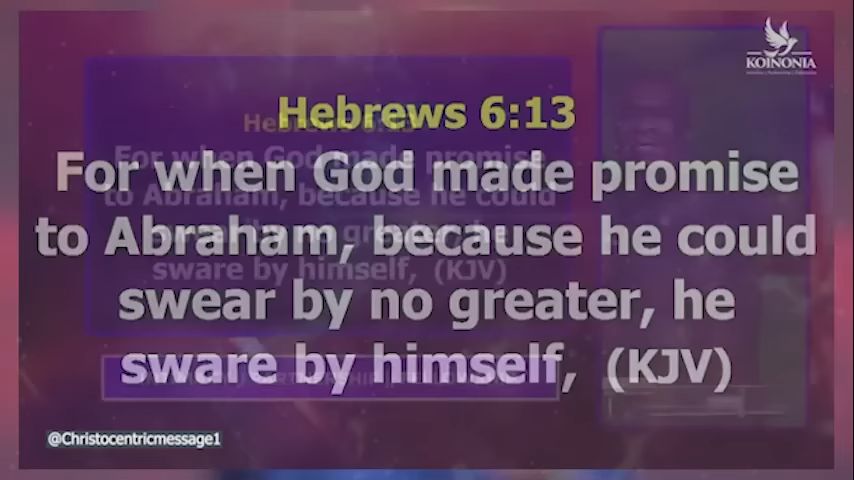 KOINONIA
Hebrews 6:13
For when God made promise
to Abraham, because he could
swear by no greater, he
sware by himself, (KJV)
@Christocentricmessage1